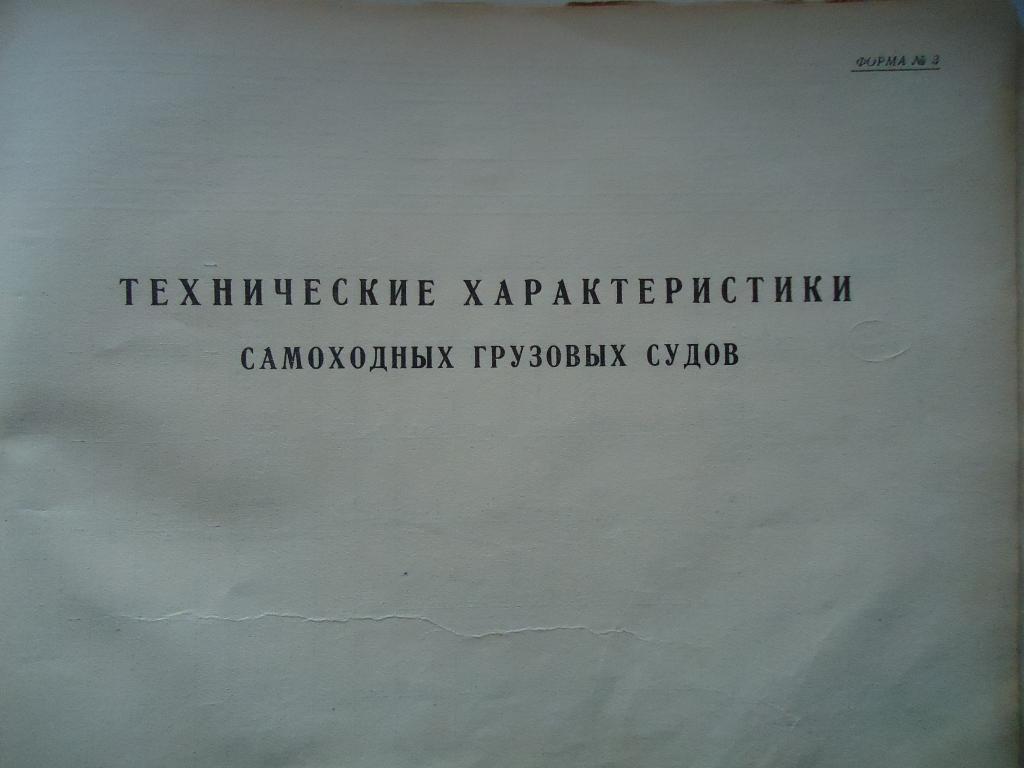 ФОРМА № 3
ТЕХНИЧЕСКИЕ ХАРАКТЕРИСТИКИ
САМОХОДНЫХ ГРУЗОВЫХ СУДОВ